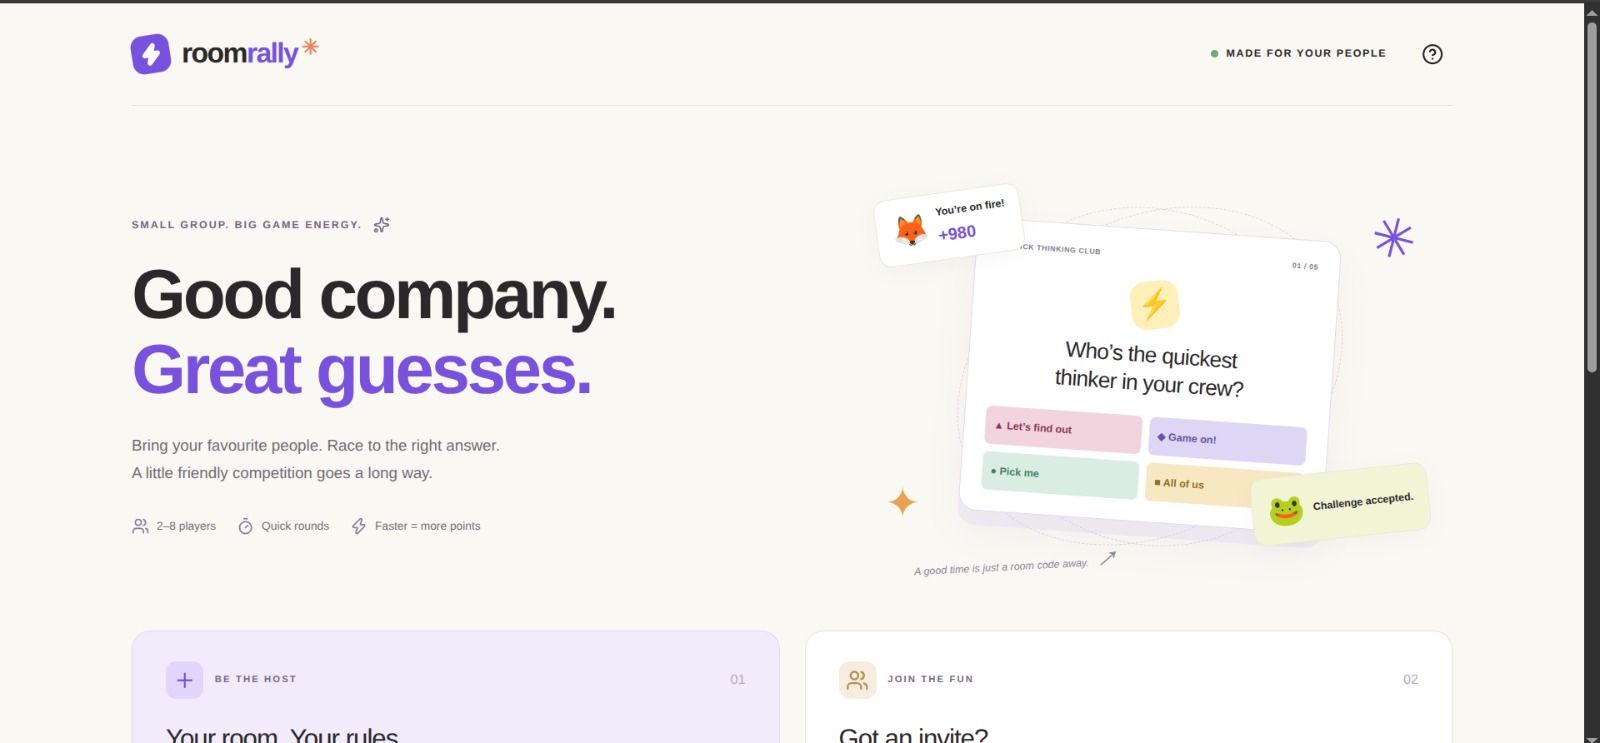 roomrally
MADE FOR YOUR PEOPLE
SMALL GROUP. BIG GAME ENERGY.
Good company.
Great guesses.
Bring your favourite people. Race to the right answer.
A little friendly competition goes a long way.
2–8 players
Quick rounds
Faster = more points
You’re on fire!
+980
THINKING CLUB
01 / 05
Who’s the quickest
thinker in your crew?
▲ Let’s find out
◆ Game on!
● Pick me
■ All of us
Challenge accepted.
A good time is just a room code away.
BE THE HOST
01
Your room. Your rules
JOIN THE FUN
02
Got an invite?